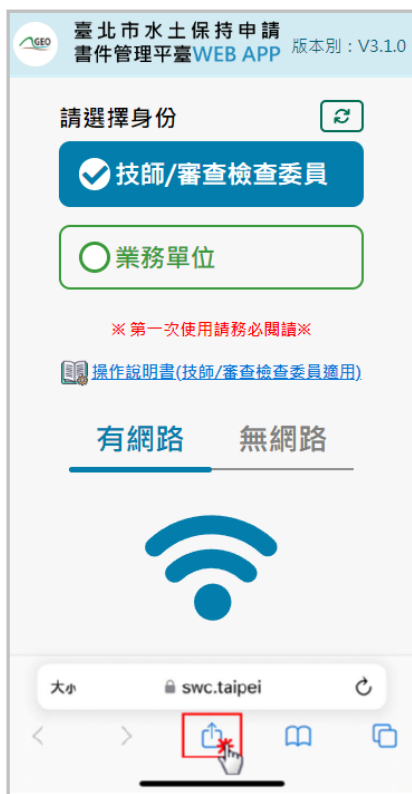 GEO
臺北市水土保持申請
書件管理平臺WEB APP
版本別：V3.1.0
請選擇身份
技師/審查檢查委員
業務單位
※第一次使用請務必閱讀※
操作說明書(技師/審查檢查委員適用)
有網路 無網路
大小 swc.taipei